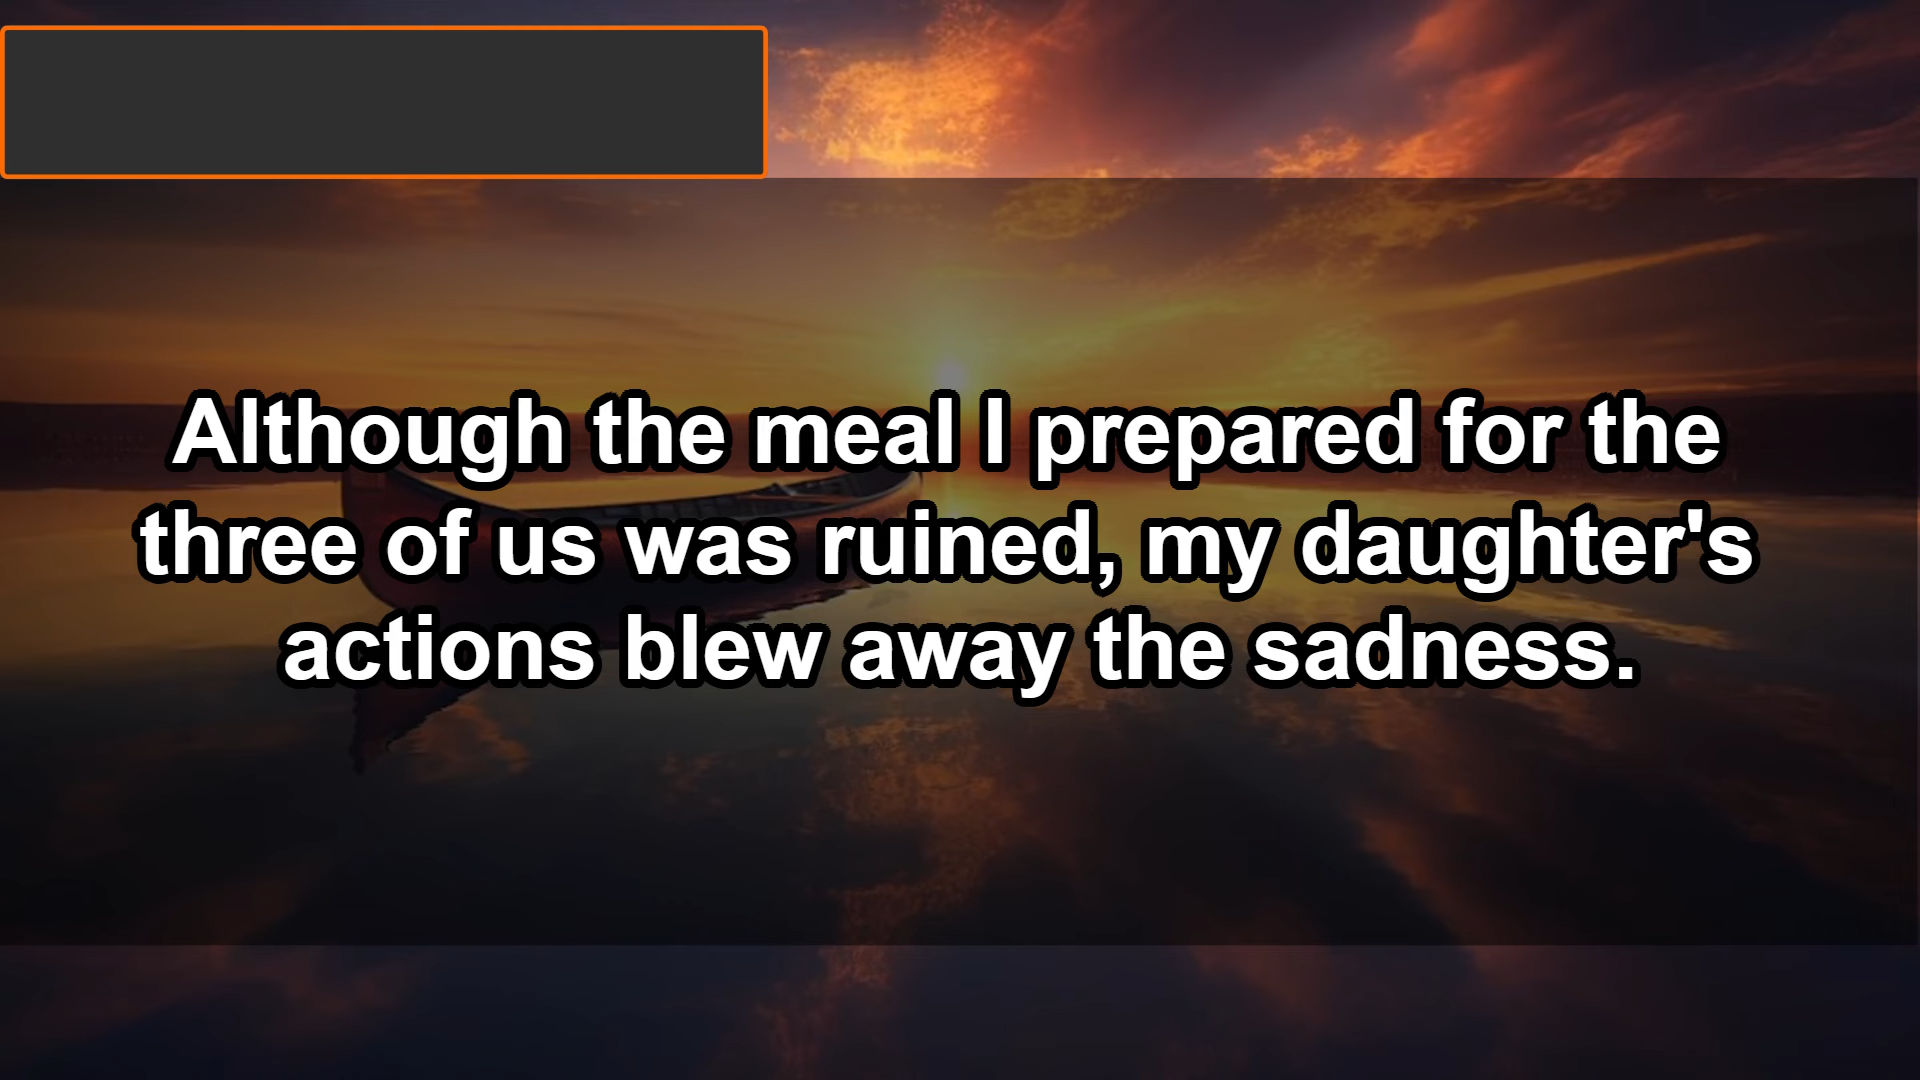 Although the meal I prepared for the
three of us was ruined, my daughter's
actions blew away the sadness.